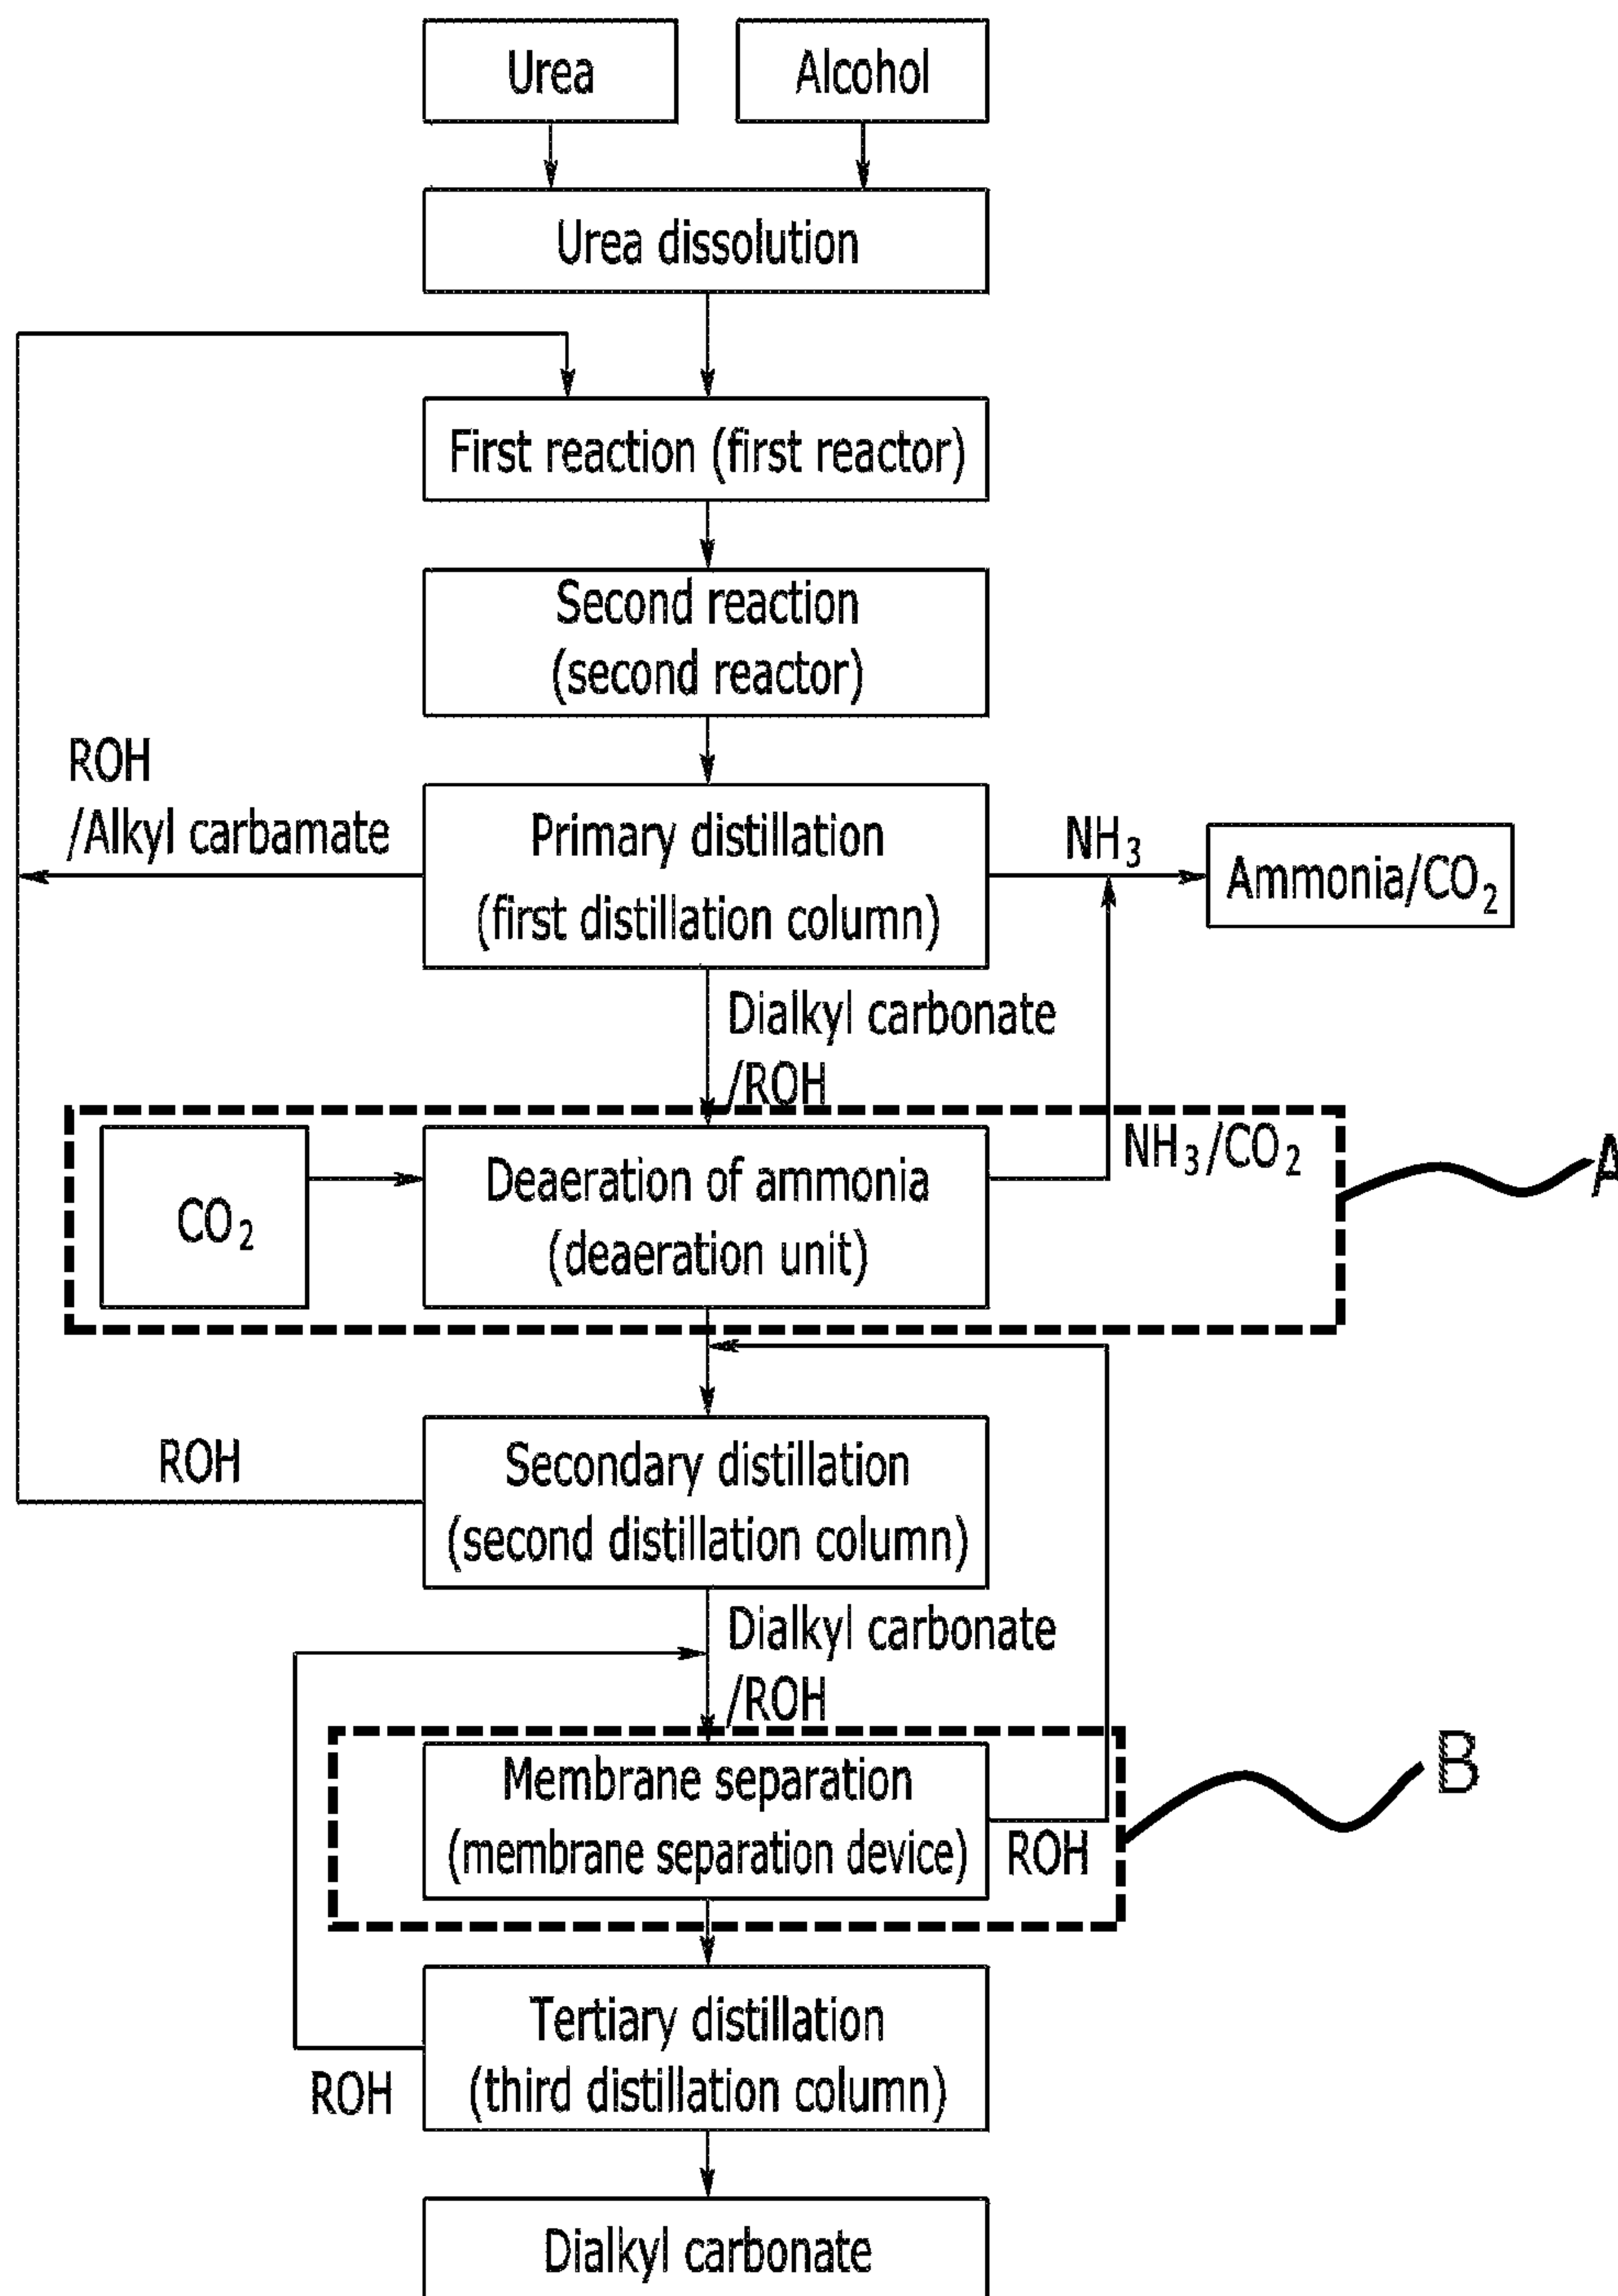 Urea
Alcohol
Urea dissolution
First reaction (first reactor)
Second reaction
(second reactor)
ROH
/Alkyl carbamate
Primary distillation
(first distillation column)
NH₃
Ammonia/CO₂
Dialkyl carbonate
/ROH
CO₂
Deaeration of ammonia
(deaeration unit)
NH₃/CO₂
A
ROH
Secondary distillation
(second distillation column)
Dialkyl carbonate
/ROH
Membrane separation
(membrane separation device)
ROH
B
Tertiary distillation
(third distillation column)
ROH
Dialkyl carbonate